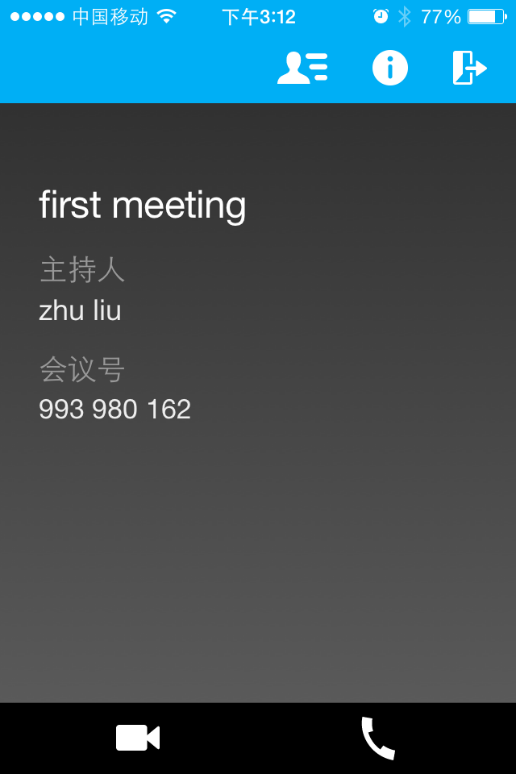 中国移动 下午3:12 77%
first meeting
主持人
zhu liu
会议号
993 980 162